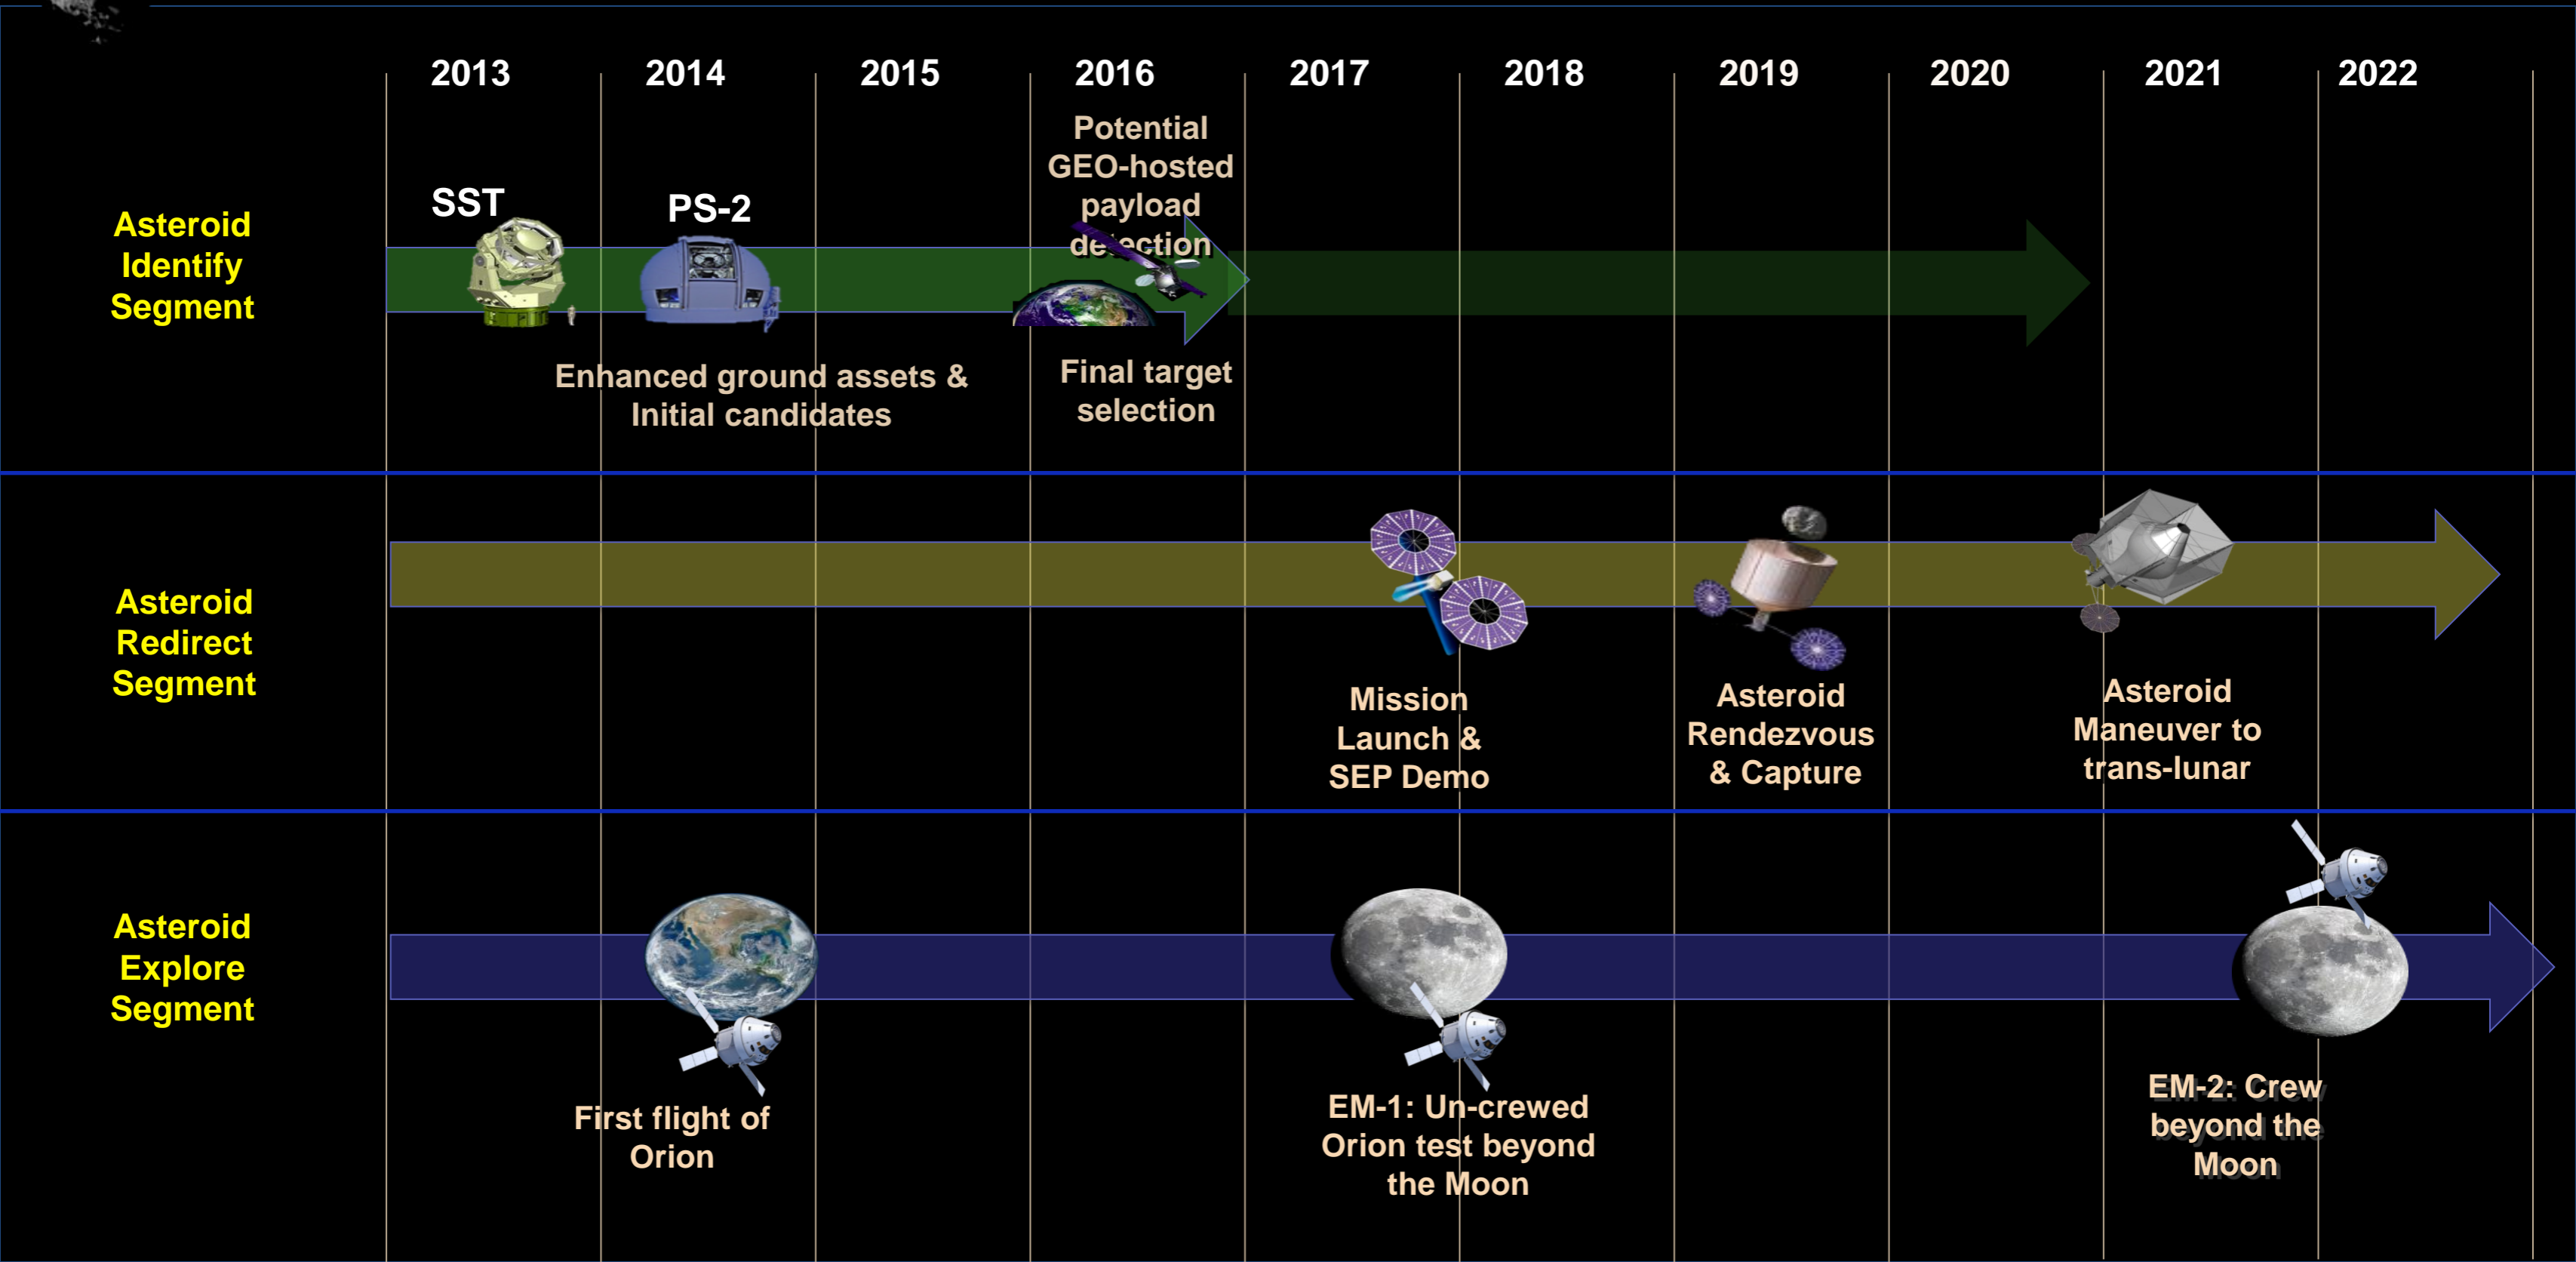 2013
2014
2015
2016
2017
2018
2019
2020
2021
2022
Asteroid
Identify
Segment
SST
PS-2
Potential
GEO-hosted
payload
detection
Enhanced ground assets &
Initial candidates
Final target
selection
Asteroid
Redirect
Segment
Mission
Launch &
SEP Demo
Asteroid
Rendezvous
& Capture
Asteroid
Maneuver to
trans-lunar
Asteroid
Explore
Segment
First flight of
Orion
EM-1: Un-crewed
Orion test beyond
the Moon
EM-2: Crew
beyond the
Moon